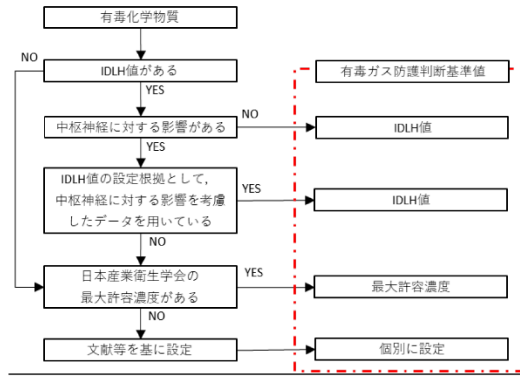 有毒化学物質
NO
IDLH値がある
有毒ガス防護判断基準値
YES
中枢神経に対する影響がある
NO
IDLH値
YES
IDLH値の設定根拠として,
中枢神経に対する影響を考慮
したデータを用いている
YES
IDLH値
NO
日本産業衛生学会の
最大許容濃度がある
YES
最大許容濃度
NO
文献等を基に設定
個別に設定